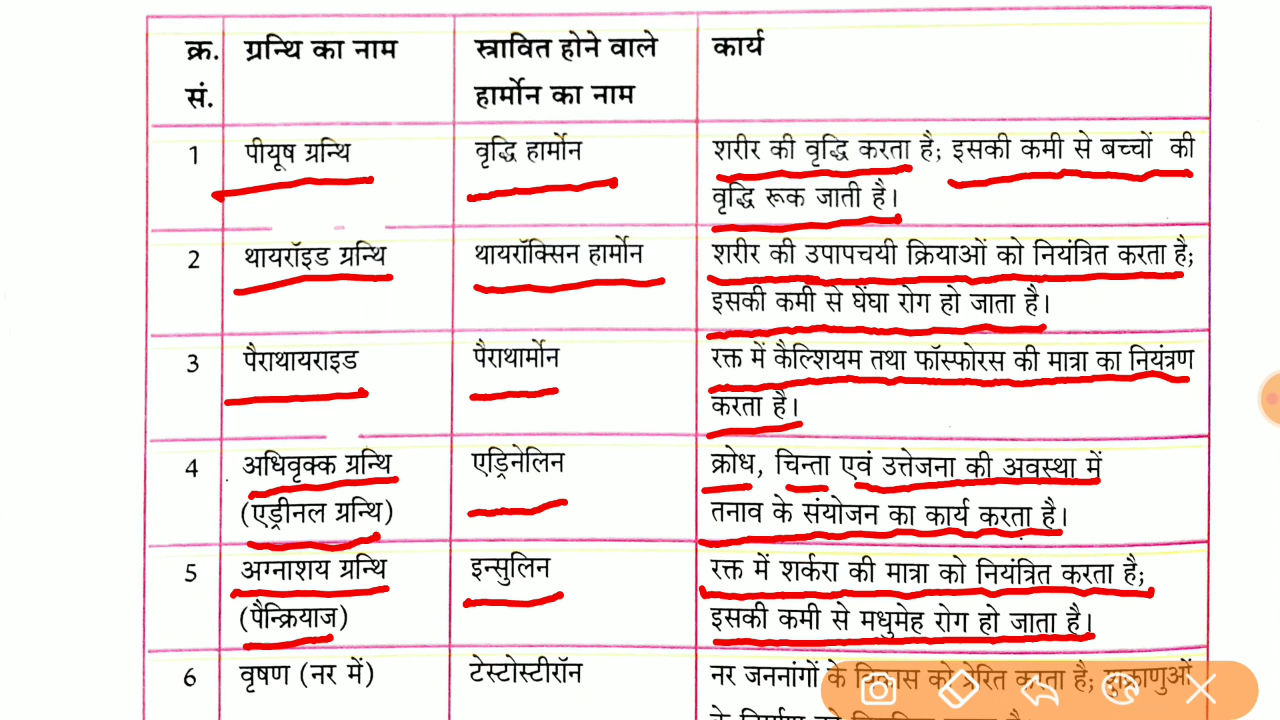 क्र. ग्रन्थि का नाम स्त्रावित होने वाले कार्य
सं. हार्मोन का नाम
1 पीयूष ग्रन्थि वृद्धि हार्मोन शरीर की वृद्धि करता है; इसकी कमी से बच्चों की
वृद्धि रूक जाती है।
2 थायरॉइड ग्रन्थि थायरॉक्सिन हार्मोन शरीर की उपापचयी क्रियाओं को नियंत्रित करता है;
इसकी कमी से घेंघा रोग हो जाता है।
3 पैराथायराइड पैराथार्मोन रक्त में कैल्शियम तथा फॉस्फोरस की मात्रा का नियंत्रण
करता है।
4 अधिवृक्क ग्रन्थि एड्रिनेलिन क्रोध, चिन्ता एवं उत्तेजना की अवस्था में
(एड्रीनल ग्रन्थि) तनाव के संयोजन का कार्य करता है।
5 अग्नाशय ग्रन्थि इन्सुलिन रक्त में शर्करा की मात्रा को नियंत्रित करता है;
(पैन्क्रियाज) इसकी कमी से मधुमेह रोग हो जाता है।
6 वृषण (नर में) टेस्टोस्टीरॉन नर जननांगों के विकास को प्रेरित करता है; शुक्राणुओं